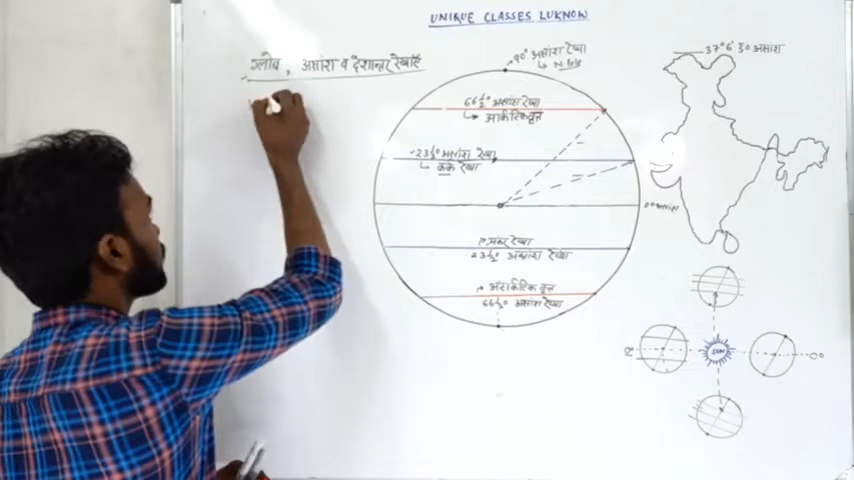 UNIQUE CLASSES LUKNOW
ग्लोब, अक्षांश व देशान्तर रेखाएँ
90° अक्षांश रेखा
↳ N. Pole
66½° अक्षांश रेखा
↳ आर्कटिक वृत्त
23½° अक्षांश रेखा
↳ कर्क रेखा
0° अक्षांश
मकर रेखा
23½° अक्षांश रेखा
अंटार्कटिक वृत्त
66½° अक्षांश रेखा
37°6' उ० अक्षांश
SUN